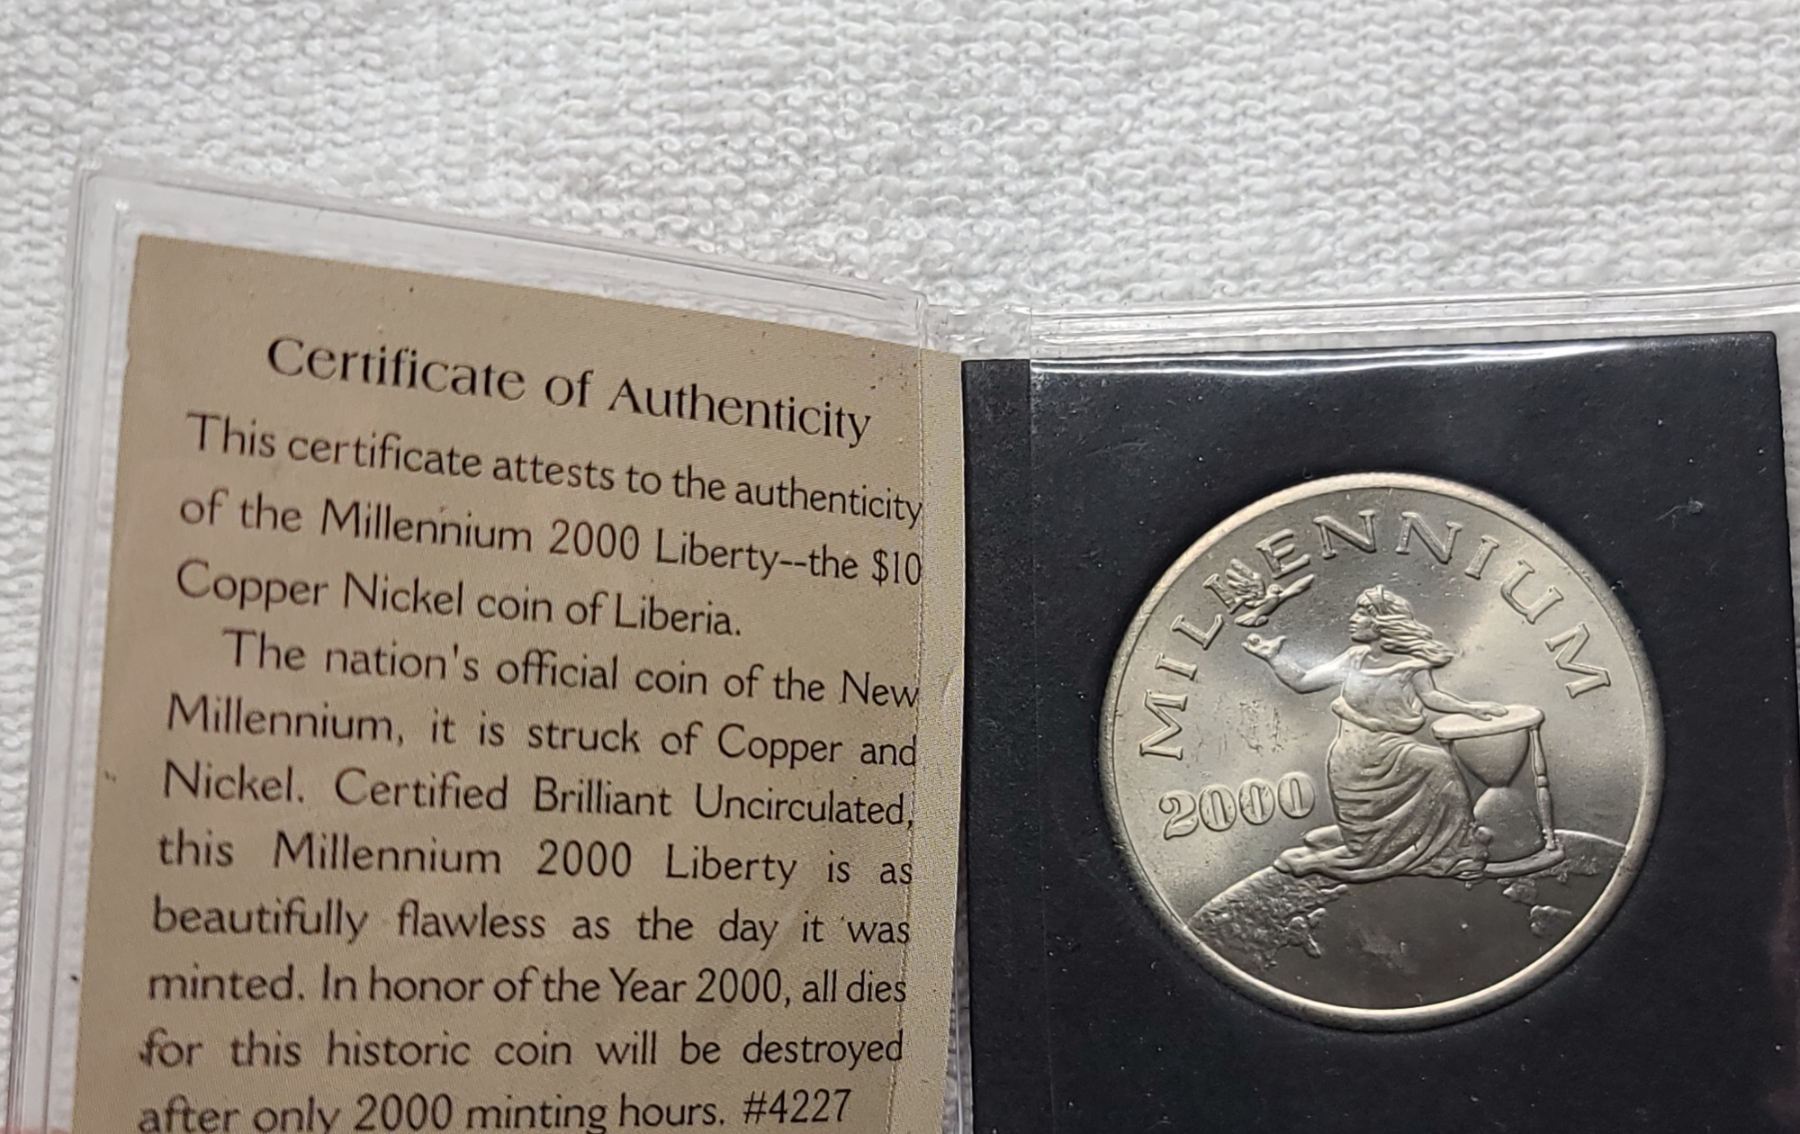 Certificate of Authenticity
This certificate attests to the authenticity
of the Millennium 2000 Liberty--the $10
Copper Nickel coin of Liberia.
The nation's official coin of the New
Millennium, it is struck of Copper and
Nickel. Certified Brilliant Uncirculated,
this Millennium 2000 Liberty is as
beautifully flawless as the day it was
minted. In honor of the Year 2000, all dies
for this historic coin will be destroyed
after only 2000 minting hours. #4227
MILLENNIUM
2000